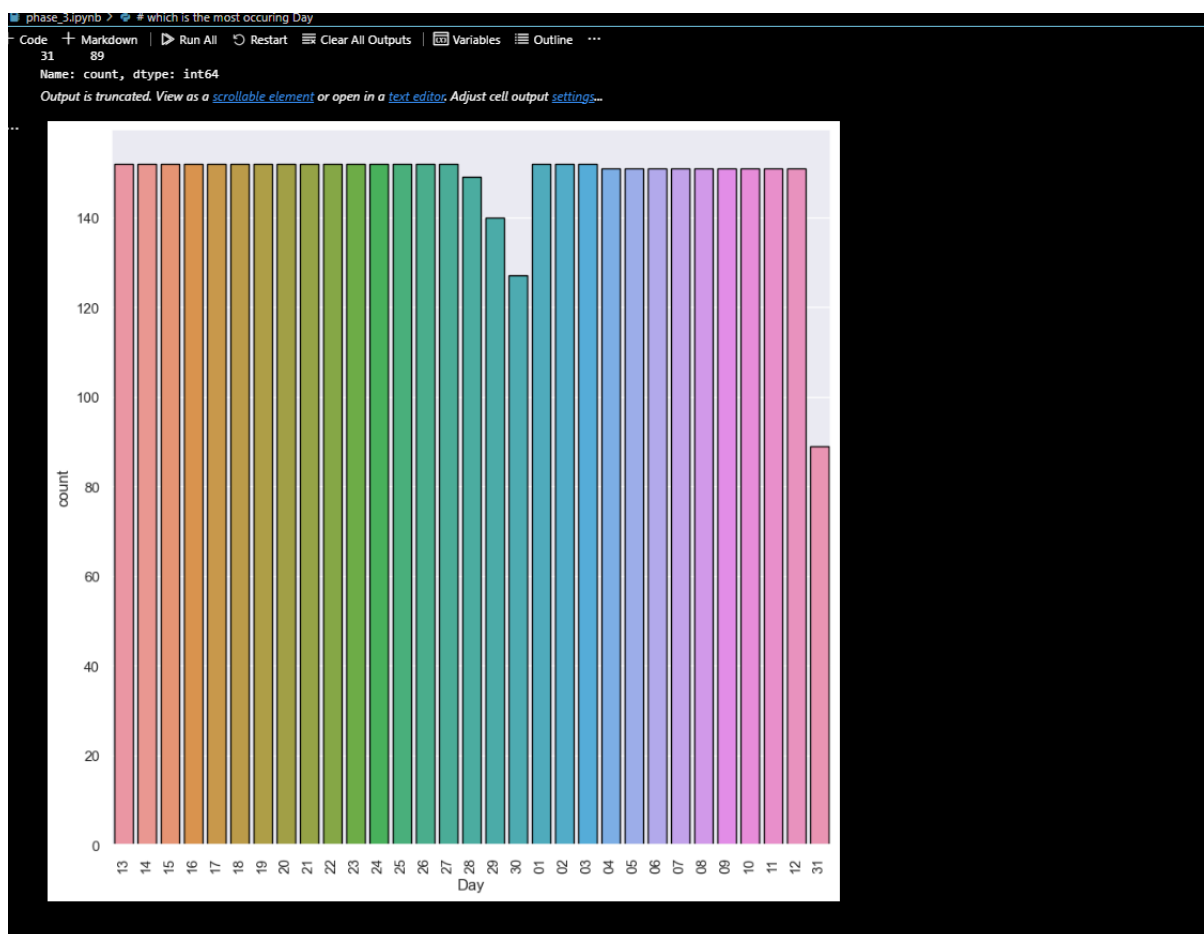 phase_3.ipynb > # which is the most occuring Day
Code + Markdown | Run All Restart Clear All Outputs | Variables Outline ...
31 89
Name: count, dtype: int64
Output is truncated. View as a scrollable element or open in a text editor. Adjust cell output settings...
...
140
120
100
80
60
40
20
0
count
13 14 15 16 17 18 19 20 21 22 23 24 25 26 27 28 29 30 01 02 03 04 05 06 07 08 09 10 11 12 31
Day